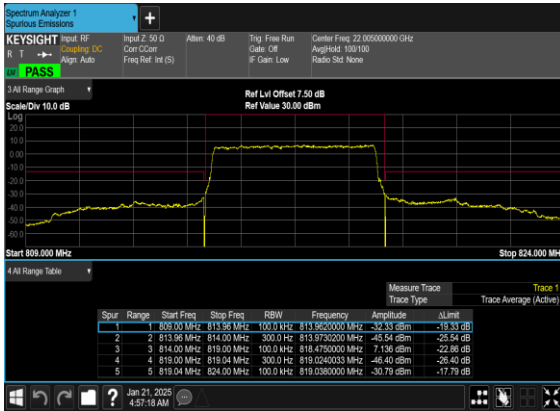 Spectrum Analyzer 1
Spurious Emissions
KEYSIGHT Input: RF Input Z: 50 Ω Atten: 40 dB Trig: Free Run Center Freq: 22.005000000 GHz
R T Coupling: DC Corr CCorr Gate: Off Avg|Hold: 100/100
Align: Auto Freq Ref: Int (S) IF Gain: Low Radio Std: None
PASS
3 All Range Graph
Ref Lvl Offset 7.50 dB
Scale/Div 10.0 dB Ref Value 30.00 dBm
Log
20.0
10.0
0.00
-10.0
-20.0
-30.0
-40.0
-50.0
-60.0
Start 809.000 MHz Stop 824.000 MH
4 All Range Table
Measure Trace Trace 1
Trace Type Trace Average (Active)
Spur Range Start Freq Stop Freq RBW Frequency Amplitude ΔLimit
1 1 809.00 MHz 813.96 MHz 100.0 kHz 813.9620000 MHz -32.33 dBm -19.33 dB
2 2 813.96 MHz 814.00 MHz 300.0 Hz 813.9730200 MHz -45.54 dBm -25.54 dB
3 3 814.00 MHz 819.00 MHz 100.0 kHz 818.4750000 MHz 7.136 dBm -22.86 dB
4 4 819.00 MHz 819.04 MHz 300.0 Hz 819.0240033 MHz -46.40 dBm -26.40 dB
5 5 819.04 MHz 824.00 MHz 100.0 kHz 819.0380000 MHz -30.79 dBm -17.79 dB
?
Jan 21, 2025
4:57:18 AM